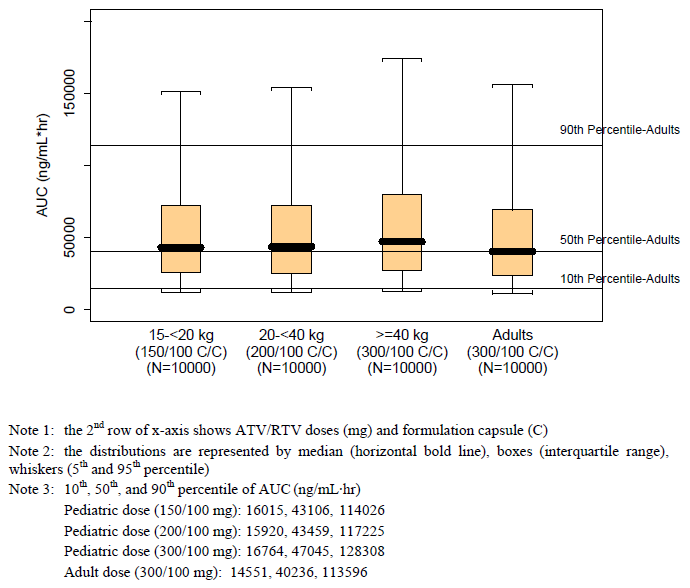 150000
90th Percentile-Adults
AUC (ng/mL*hr)
50000
50th Percentile-Adults
10th Percentile-Adults
0
15-<20 kg 20-<40 kg >=40 kg Adults
(150/100 C/C) (200/100 C/C) (300/100 C/C) (300/100 C/C)
(N=10000) (N=10000) (N=10000) (N=10000)
Note 1: the 2nd row of x-axis shows ATV/RTV doses (mg) and formulation capsule (C)
Note 2: the distributions are represented by median (horizontal bold line), boxes (interquartile range),
whiskers (5th and 95th percentile)
Note 3: 10th, 50th, and 90th percentile of AUC (ng/mL·hr)
Pediatric dose (150/100 mg): 16015, 43106, 114026
Pediatric dose (200/100 mg): 15920, 43459, 117225
Pediatric dose (300/100 mg): 16764, 47045, 128308
Adult dose (300/100 mg): 14551, 40236, 113596